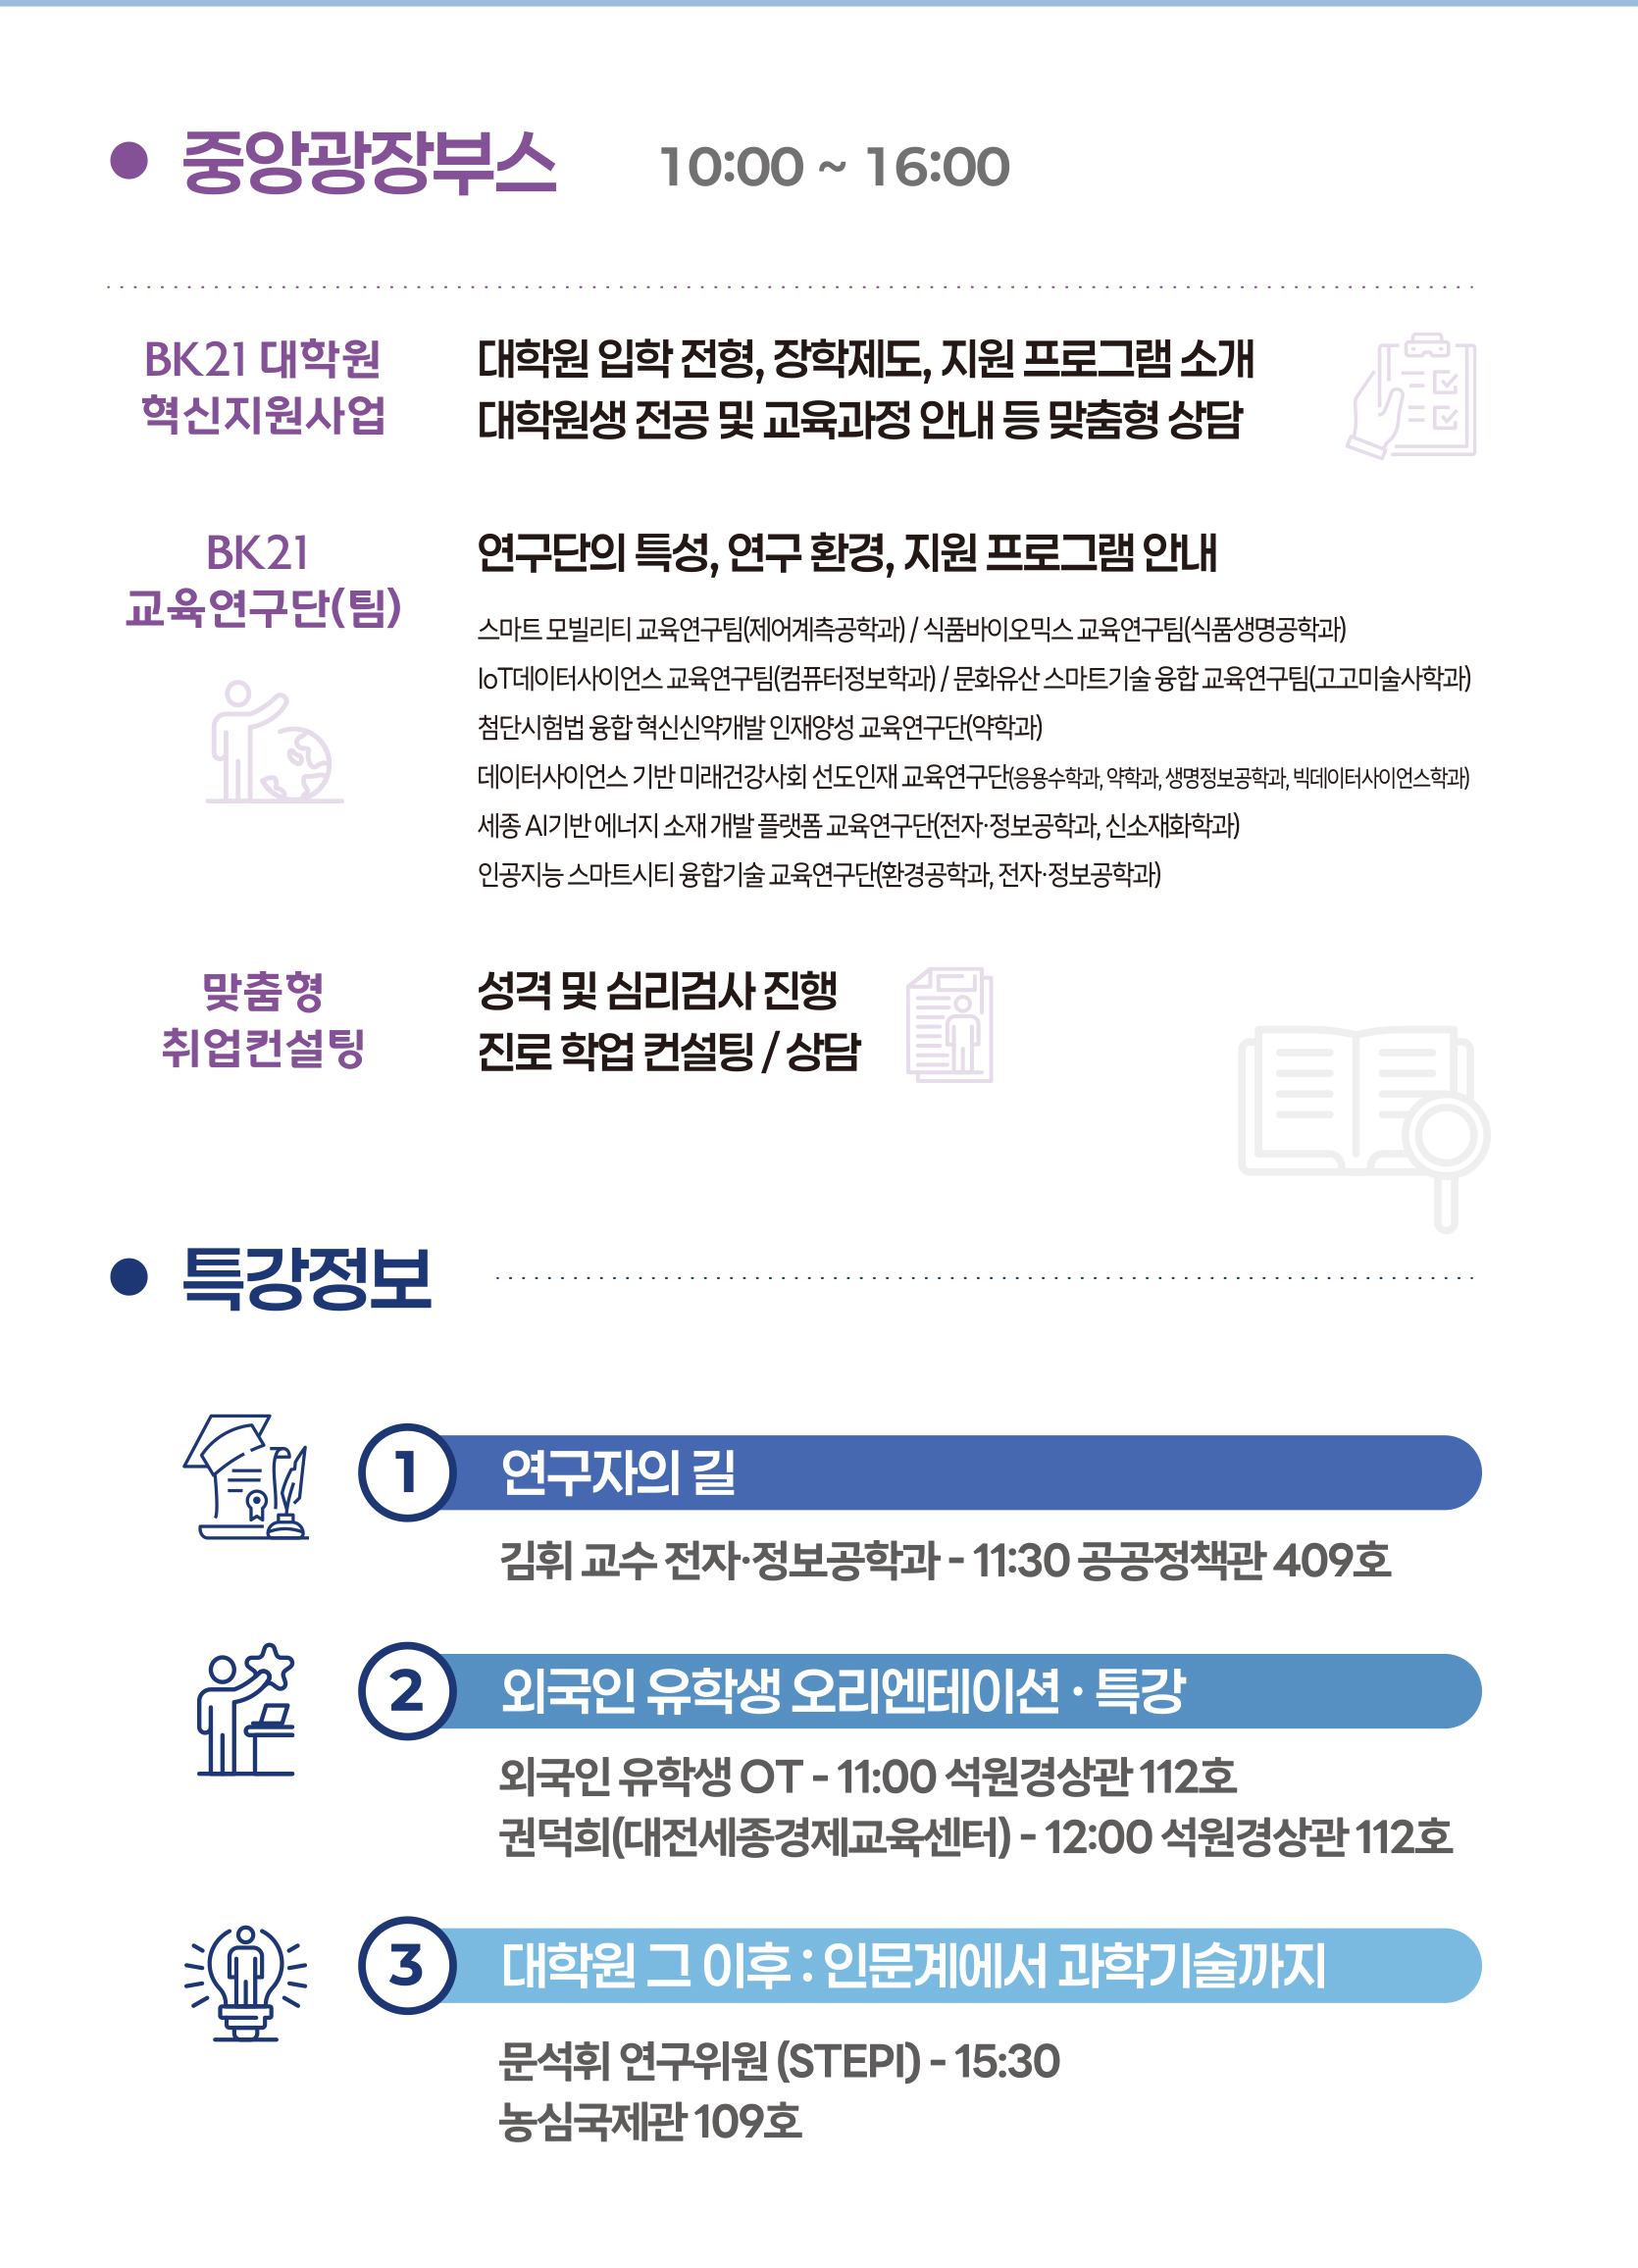 중앙광장부스 10:00 ~ 16:00
BK21 대학원
혁신지원사업
대학원 입학 전형, 장학제도, 지원 프로그램 소개
대학원생 전공 및 교육과정 안내 등 맞춤형 상담
BK21
교육연구단(팀)
연구단의 특성, 연구 환경, 지원 프로그램 안내
스마트 모빌리티 교육연구팀(제어계측공학과) / 식품바이오믹스 교육연구팀(식품생명공학과)
IoT데이터사이언스 교육연구팀(컴퓨터정보학과) / 문화유산 스마트기술 융합 교육연구팀(고고미술사학과)
첨단시험법 융합 혁신신약개발 인재양성 교육연구단(약학과)
데이터사이언스 기반 미래건강사회 선도인재 교육연구단(응용수학과, 약학과, 생명정보공학과, 빅데이터사이언스학과)
세종 AI기반 에너지 소재 개발 플랫폼 교육연구단(전자·정보공학과, 신소재화학과)
인공지능 스마트시티 융합기술 교육연구단(환경공학과, 전자·정보공학과)
맞춤형
취업컨설팅
성격 및 심리검사 진행
진로 학업 컨설팅 / 상담
특강정보
1 연구자의 길
김휘 교수 전자·정보공학과 - 11:30 공공정책관 409호
2 외국인 유학생 오리엔테이션 · 특강
외국인 유학생 OT - 11:00 석원경상관 112호
권덕희(대전세종경제교육센터) - 12:00 석원경상관 112호
3 대학원 그 이후 : 인문계에서 과학기술까지
문석휘 연구위원 (STEPI) - 15:30
농심국제관 109호